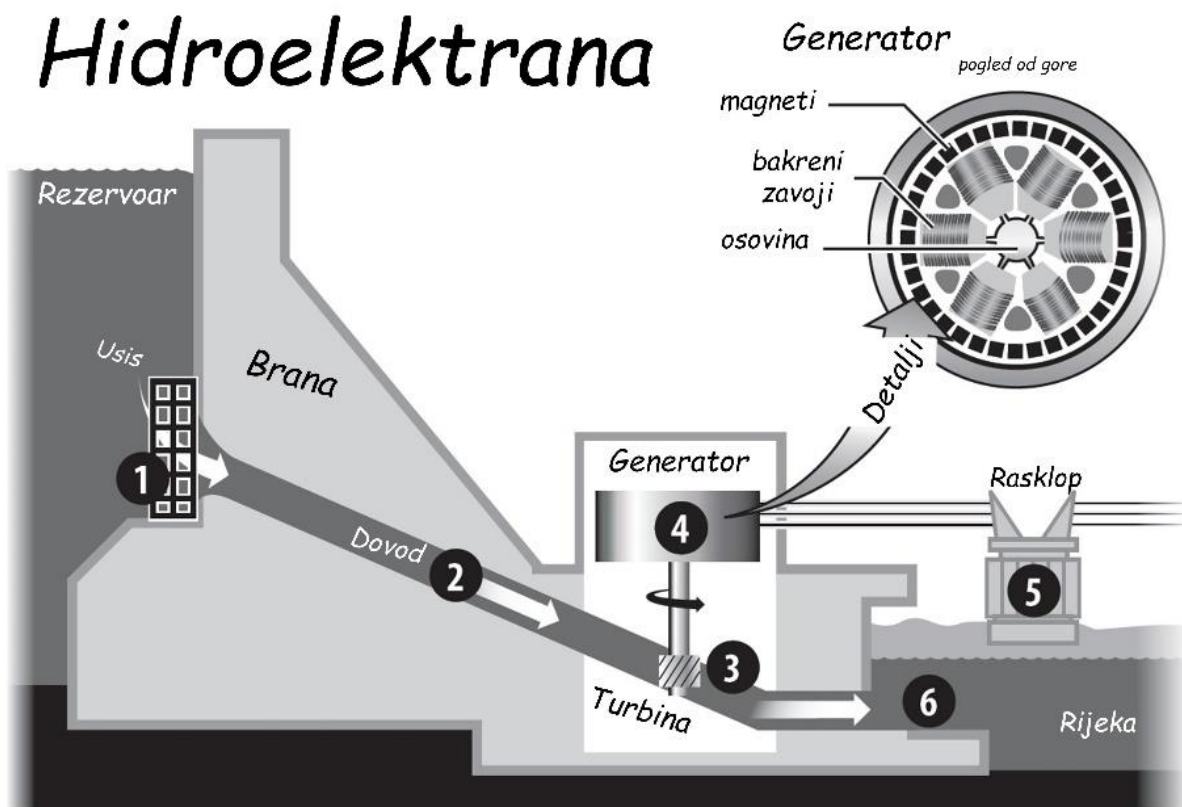 Hidroelektrana
Generator
pogled od gore
magneti
bakreni
zavoji
osovina
Rezervoar
Usis
Brana
Detalji
Generator
Rasklop
1
Dovod
2
4
5
3
Turbina
6
Rijeka